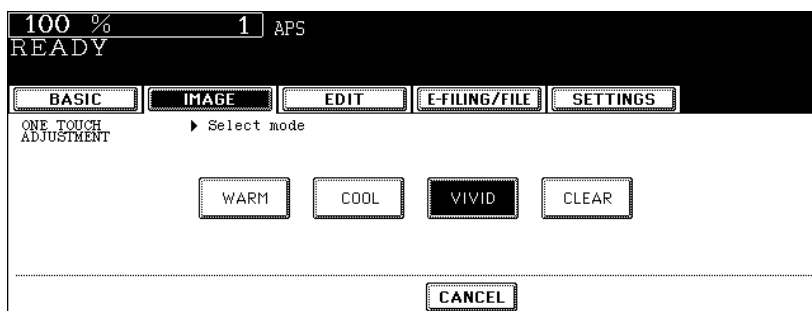 100 % 1 APS
READY
BASIC IMAGE EDIT E-FILING/FILE SETTINGS
ONE TOUCH ▶ Select mode
ADJUSTMENT
WARM COOL VIVID CLEAR
CANCEL